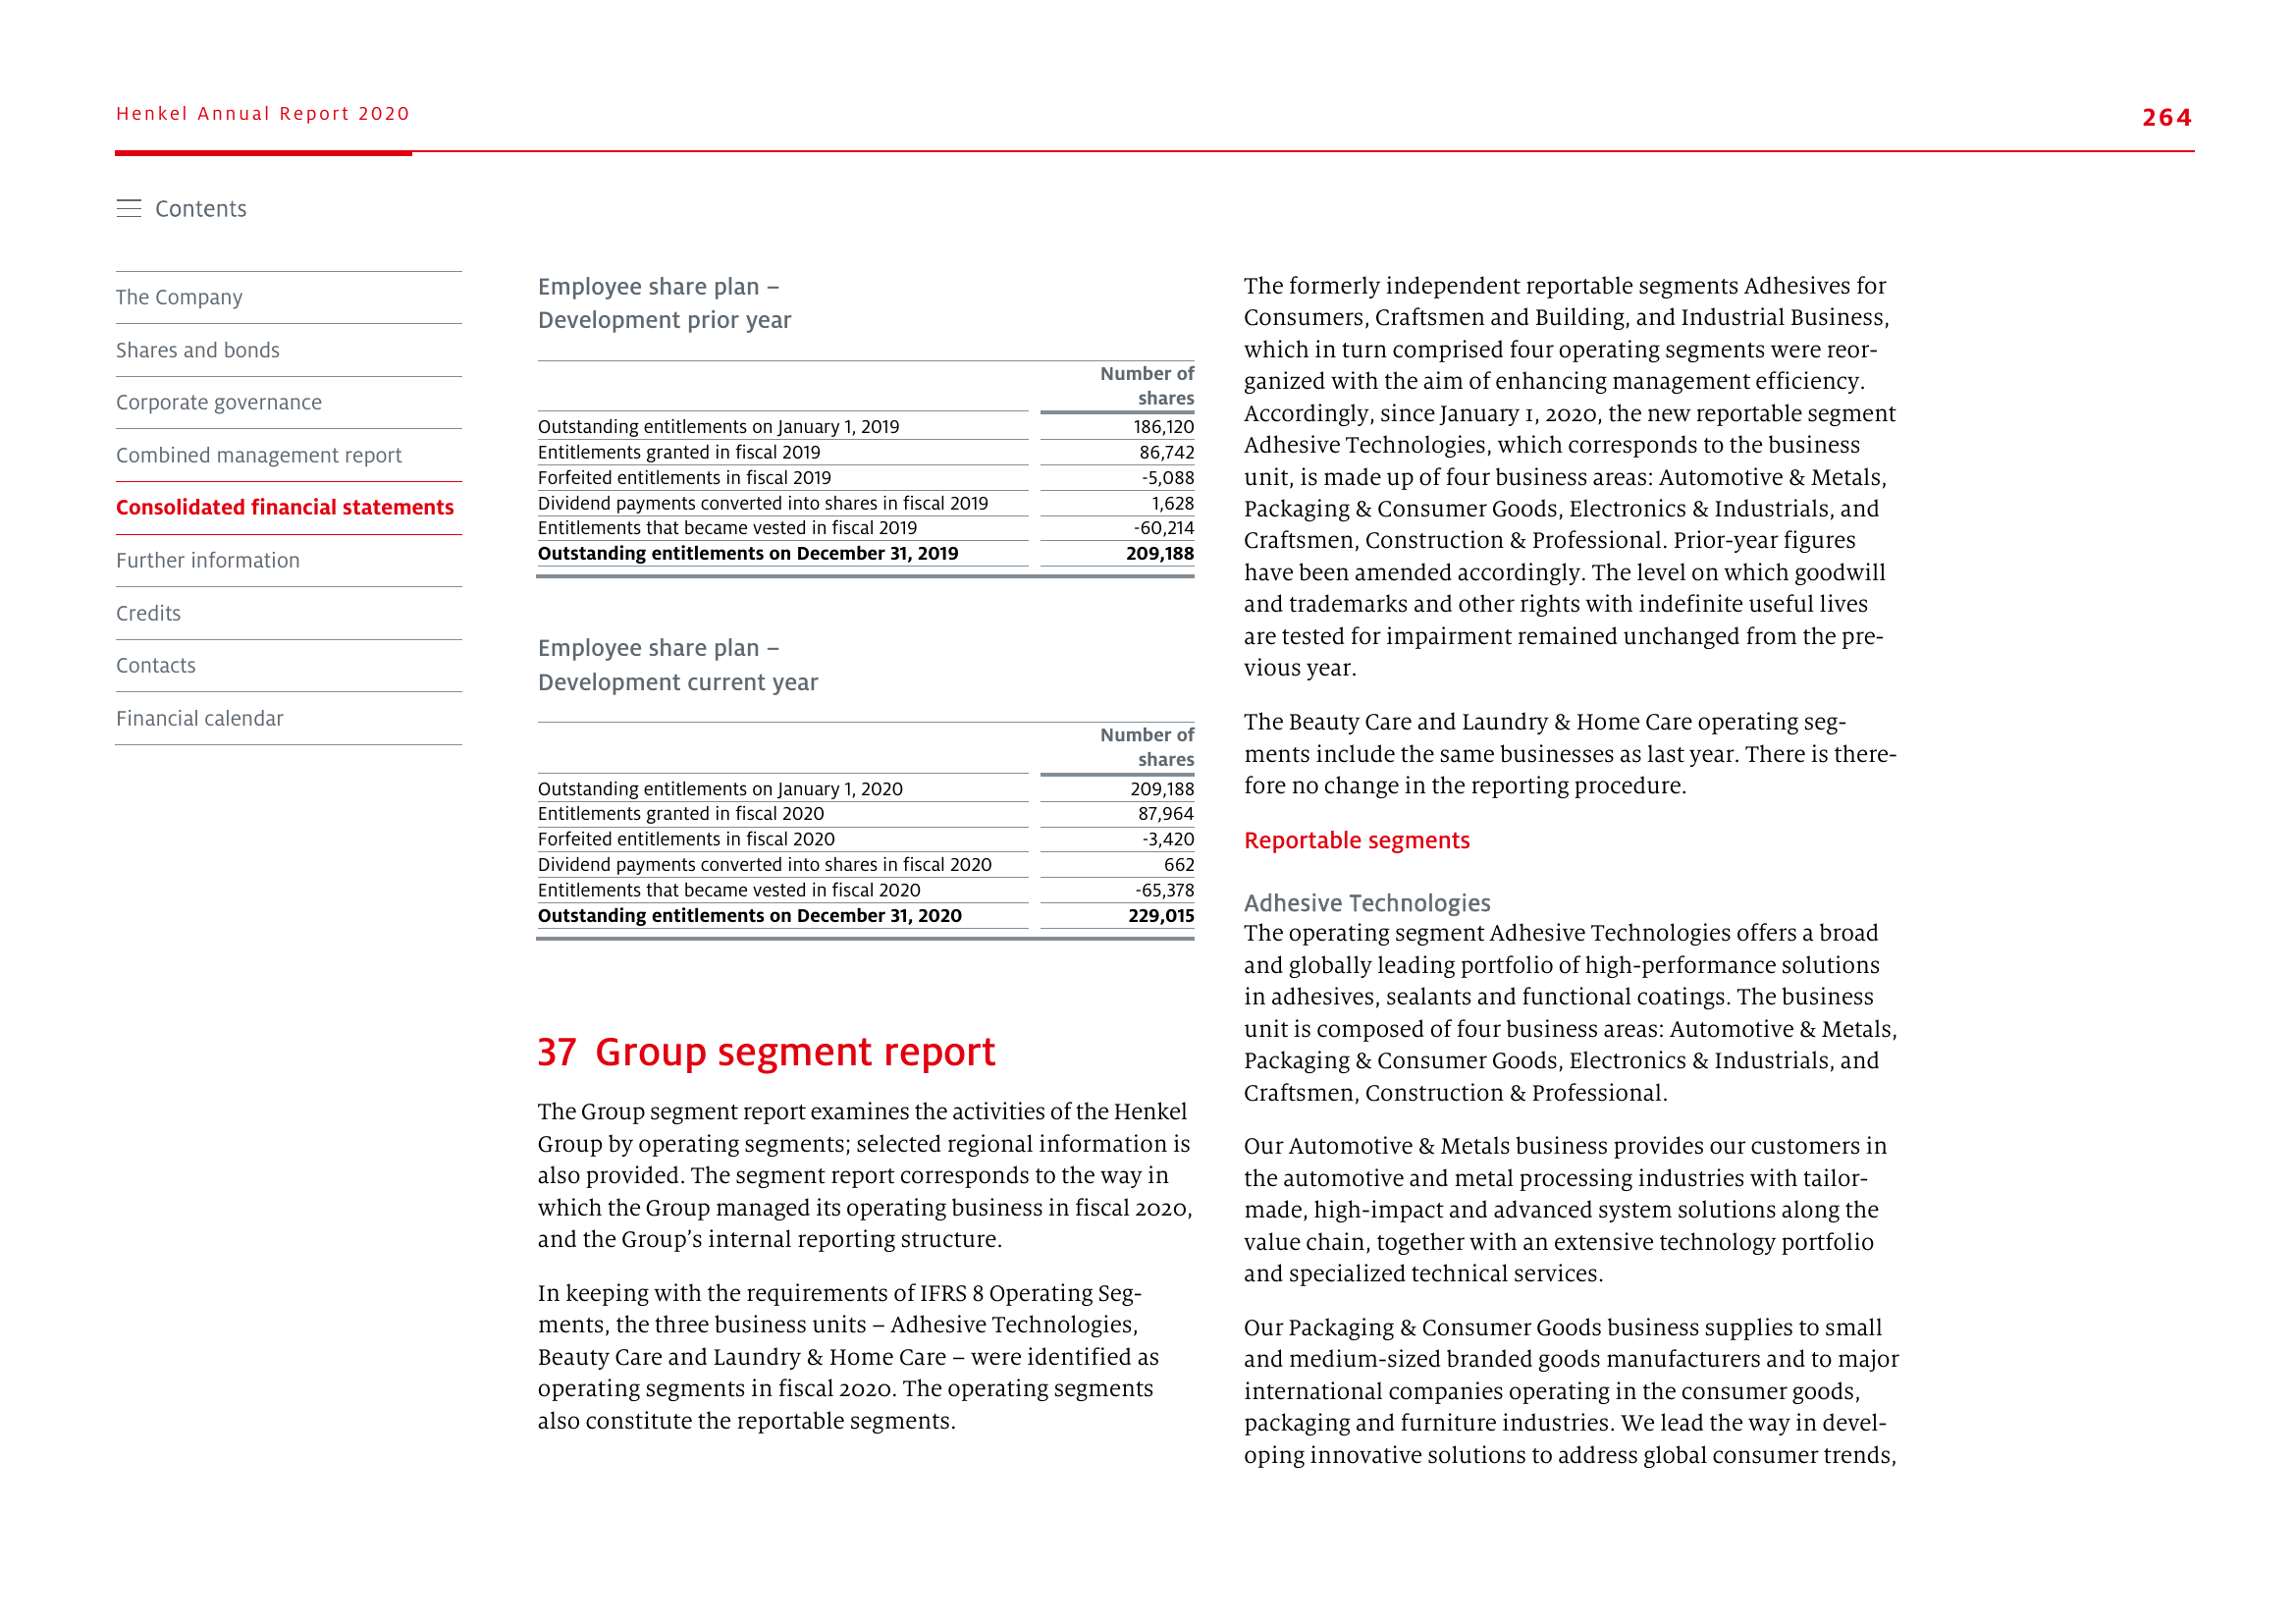 Henkel Annual Report 2020
264
Contents
The Company
Shares and bonds
Corporate governance
Combined management report
Consolidated financial statements
Further information
Credits
Contacts
Financial calendar
Employee share plan –
Development prior year
Number of
shares
Outstanding entitlements on January 1, 2019 186,120
Entitlements granted in fiscal 2019 86,742
Forfeited entitlements in fiscal 2019 -5,088
Dividend payments converted into shares in fiscal 2019 1,628
Entitlements that became vested in fiscal 2019 -60,214
Outstanding entitlements on December 31, 2019 209,188
Employee share plan –
Development current year
Number of
shares
Outstanding entitlements on January 1, 2020 209,188
Entitlements granted in fiscal 2020 87,964
Forfeited entitlements in fiscal 2020 -3,420
Dividend payments converted into shares in fiscal 2020 662
Entitlements that became vested in fiscal 2020 -65,378
Outstanding entitlements on December 31, 2020 229,015
37 Group segment report
The Group segment report examines the activities of the Henkel
Group by operating segments; selected regional information is
also provided. The segment report corresponds to the way in
which the Group managed its operating business in fiscal 2020,
and the Group’s internal reporting structure.
In keeping with the requirements of IFRS 8 Operating Seg-
ments, the three business units – Adhesive Technologies,
Beauty Care and Laundry & Home Care – were identified as
operating segments in fiscal 2020. The operating segments
also constitute the reportable segments.
The formerly independent reportable segments Adhesives for
Consumers, Craftsmen and Building, and Industrial Business,
which in turn comprised four operating segments were reor-
ganized with the aim of enhancing management efficiency.
Accordingly, since January 1, 2020, the new reportable segment
Adhesive Technologies, which corresponds to the business
unit, is made up of four business areas: Automotive & Metals,
Packaging & Consumer Goods, Electronics & Industrials, and
Craftsmen, Construction & Professional. Prior-year figures
have been amended accordingly. The level on which goodwill
and trademarks and other rights with indefinite useful lives
are tested for impairment remained unchanged from the pre-
vious year.
The Beauty Care and Laundry & Home Care operating seg-
ments include the same businesses as last year. There is there-
fore no change in the reporting procedure.
Reportable segments
Adhesive Technologies
The operating segment Adhesive Technologies offers a broad
and globally leading portfolio of high-performance solutions
in adhesives, sealants and functional coatings. The business
unit is composed of four business areas: Automotive & Metals,
Packaging & Consumer Goods, Electronics & Industrials, and
Craftsmen, Construction & Professional.
Our Automotive & Metals business provides our customers in
the automotive and metal processing industries with tailor-
made, high-impact and advanced system solutions along the
value chain, together with an extensive technology portfolio
and specialized technical services.
Our Packaging & Consumer Goods business supplies to small
and medium-sized branded goods manufacturers and to major
international companies operating in the consumer goods,
packaging and furniture industries. We lead the way in devel-
oping innovative solutions to address global consumer trends,